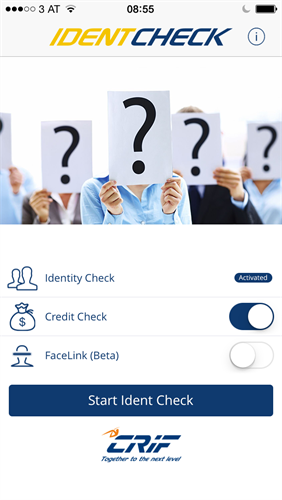 3 AT 08:55
IDENTCHECK i
? ? ? ?
Identity Check Activated
$
Credit Check
FaceLink (Beta)
Start Ident Check
CRIF
Together to the next level